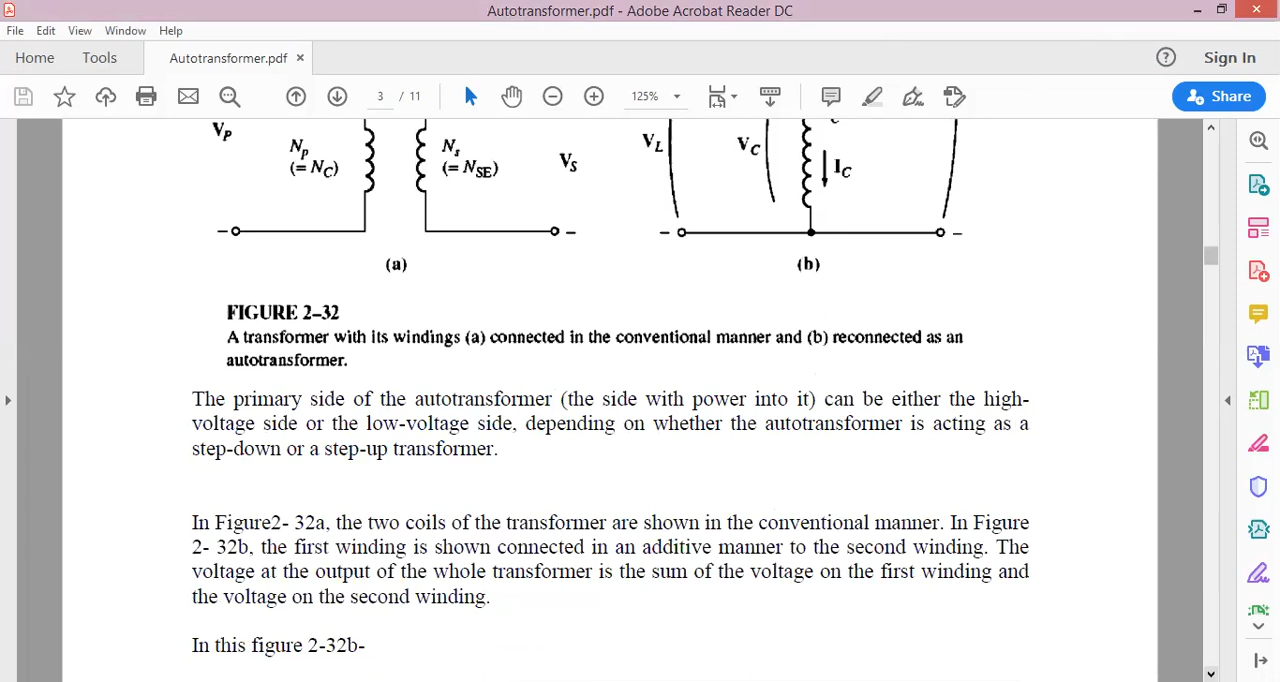 Autotransformer.pdf - Adobe Acrobat Reader DC
File Edit View Window Help
Home Tools Autotransformer.pdf × ? Sign In
3 / 11 125% Share
V_P N_p (= N_C) N_s (= N_SE) V_S V_L V_C I_C
– – – –
(a) (b)
FIGURE 2–32
A transformer with its windings (a) connected in the conventional manner and (b) reconnected as an
autotransformer.
The primary side of the autotransformer (the side with power into it) can be either the high-
voltage side or the low-voltage side, depending on whether the autotransformer is acting as a
step-down or a step-up transformer.
In Figure2- 32a, the two coils of the transformer are shown in the conventional manner. In Figure
2- 32b, the first winding is shown connected in an additive manner to the second winding. The
voltage at the output of the whole transformer is the sum of the voltage on the first winding and
the voltage on the second winding.
In this figure 2-32b-